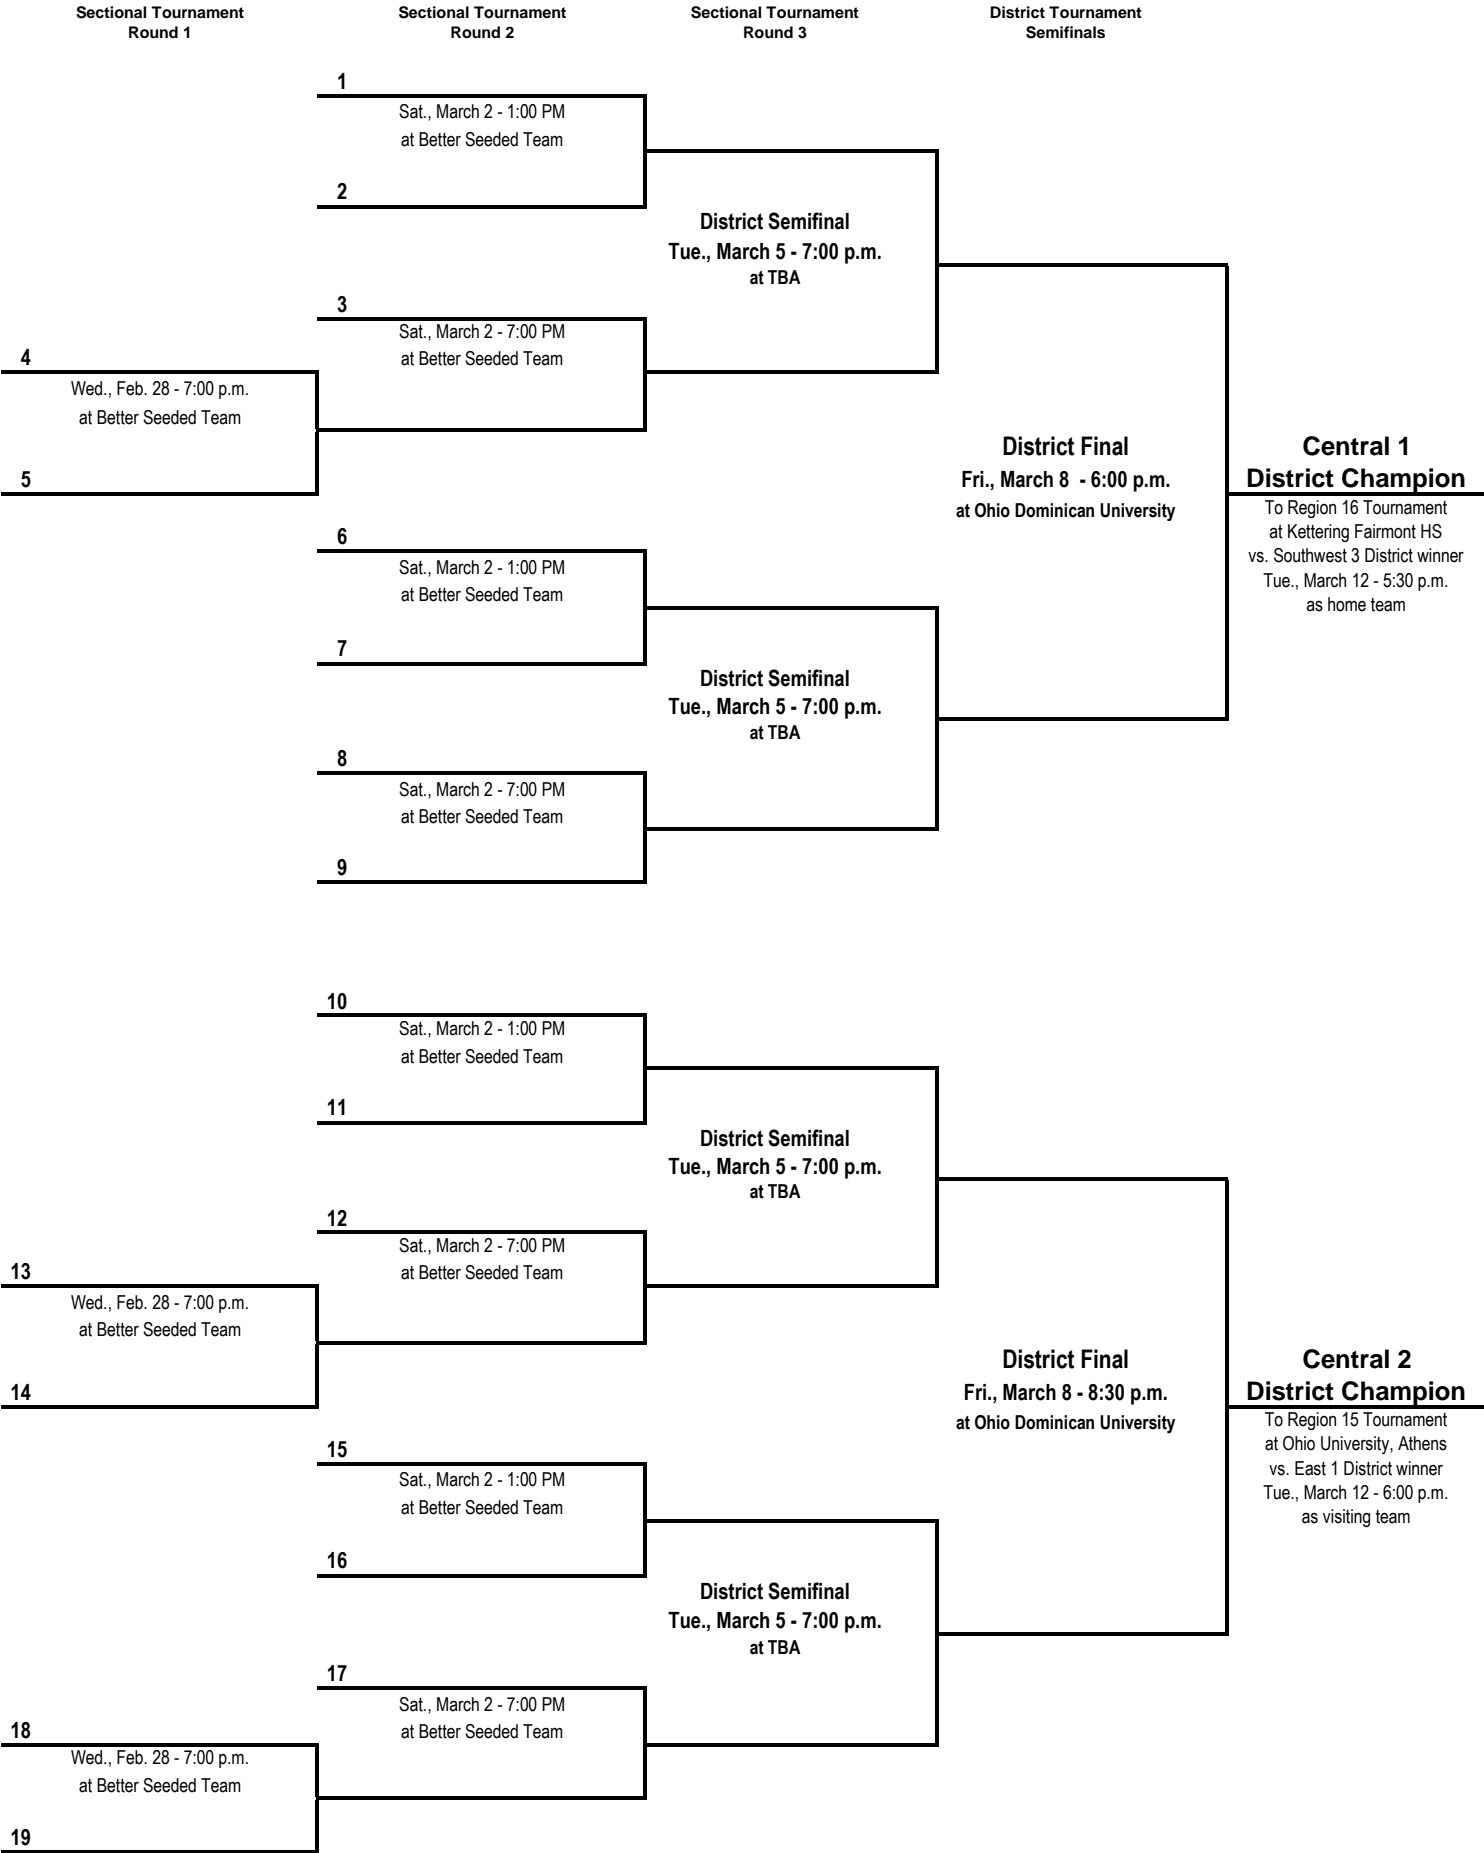 Sectional Tournament
Round 1
Sectional Tournament
Round 2
Sectional Tournament
Round 3
District Tournament
Semifinals
1
Sat., March 2 - 1:00 PM
at Better Seeded Team
2
District Semifinal
Tue., March 5 - 7:00 p.m.
at TBA
3
Sat., March 2 - 7:00 PM
at Better Seeded Team
4
Wed., Feb. 28 - 7:00 p.m.
at Better Seeded Team
5
District Final
Fri., March 8 - 6:00 p.m.
at Ohio Dominican University
Central 1
District Champion
To Region 16 Tournament
at Kettering Fairmont HS
vs. Southwest 3 District winner
Tue., March 12 - 5:30 p.m.
as home team
6
Sat., March 2 - 1:00 PM
at Better Seeded Team
7
District Semifinal
Tue., March 5 - 7:00 p.m.
at TBA
8
Sat., March 2 - 7:00 PM
at Better Seeded Team
9
10
Sat., March 2 - 1:00 PM
at Better Seeded Team
11
District Semifinal
Tue., March 5 - 7:00 p.m.
at TBA
12
Sat., March 2 - 7:00 PM
at Better Seeded Team
13
Wed., Feb. 28 - 7:00 p.m.
at Better Seeded Team
14
District Final
Fri., March 8 - 8:30 p.m.
at Ohio Dominican University
Central 2
District Champion
To Region 15 Tournament
at Ohio University, Athens
vs. East 1 District winner
Tue., March 12 - 6:00 p.m.
as visiting team
15
Sat., March 2 - 1:00 PM
at Better Seeded Team
16
District Semifinal
Tue., March 5 - 7:00 p.m.
at TBA
17
Sat., March 2 - 7:00 PM
at Better Seeded Team
18
Wed., Feb. 28 - 7:00 p.m.
at Better Seeded Team
19